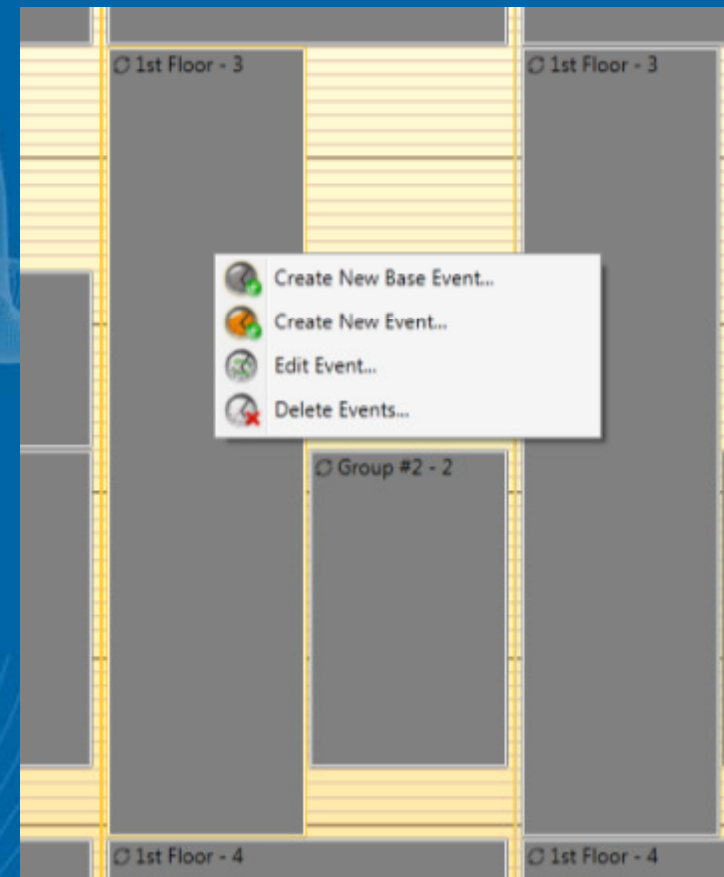 1st Floor - 3
1st Floor - 3
Create New Base Event...
Create New Event...
Edit Event...
Delete Events...
Group #2 - 2
1st Floor - 4
1st Floor - 4